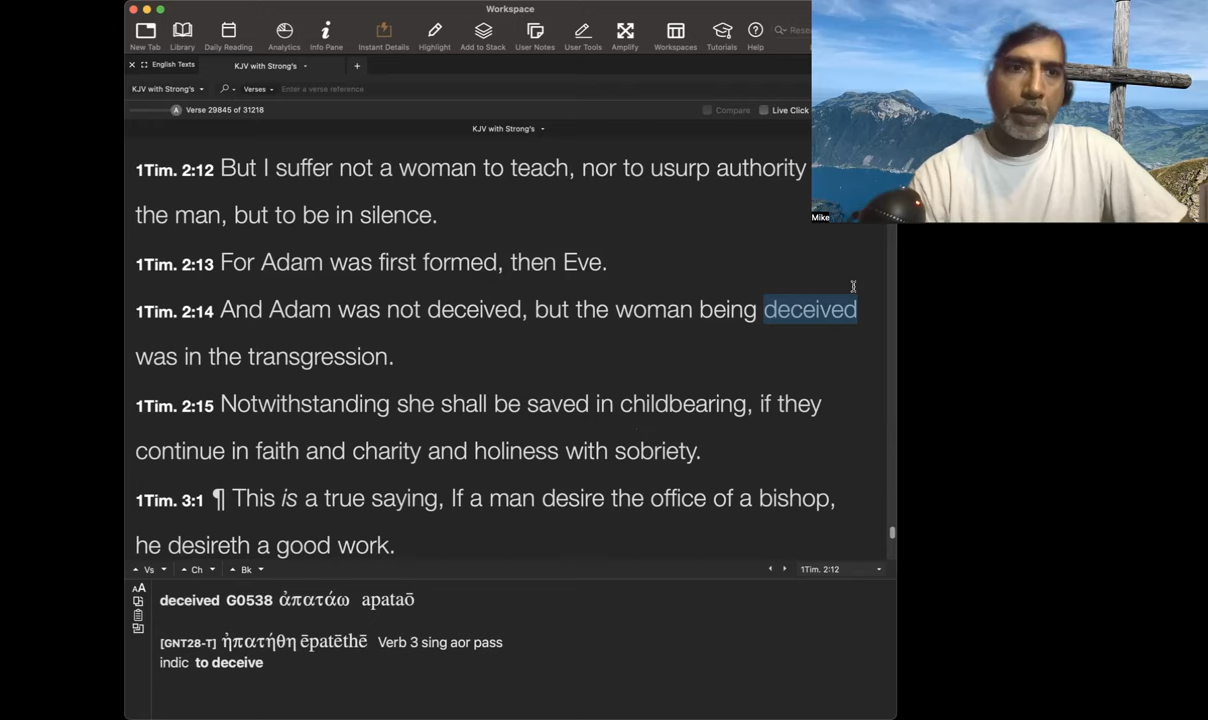 Workspace
New Tab Library Daily Reading Analytics Info Pane Instant Details Highlight Add to Stack User Notes User Tools Amplify Workspaces Tutorials Help
English Texts KJV with Strong's +
KJV with Strong's Verses Enter a verse reference
A Verse 29845 of 31218 Compare Live Click
KJV with Strong's
1Tim. 2:12 But I suffer not a woman to teach, nor to usurp authority
the man, but to be in silence.
1Tim. 2:13 For Adam was first formed, then Eve.
1Tim. 2:14 And Adam was not deceived, but the woman being deceived
was in the transgression.
1Tim. 2:15 Notwithstanding she shall be saved in childbearing, if they
continue in faith and charity and holiness with sobriety.
1Tim. 3:1 ¶ This is a true saying, If a man desire the office of a bishop,
he desireth a good work.
Vs Ch Bk 1Tim. 2:12
deceived G0538 ἀπατάω apataō
[GNT28-T] ἠπατήθη ēpatēthē Verb 3 sing aor pass
indic to deceive
Mike